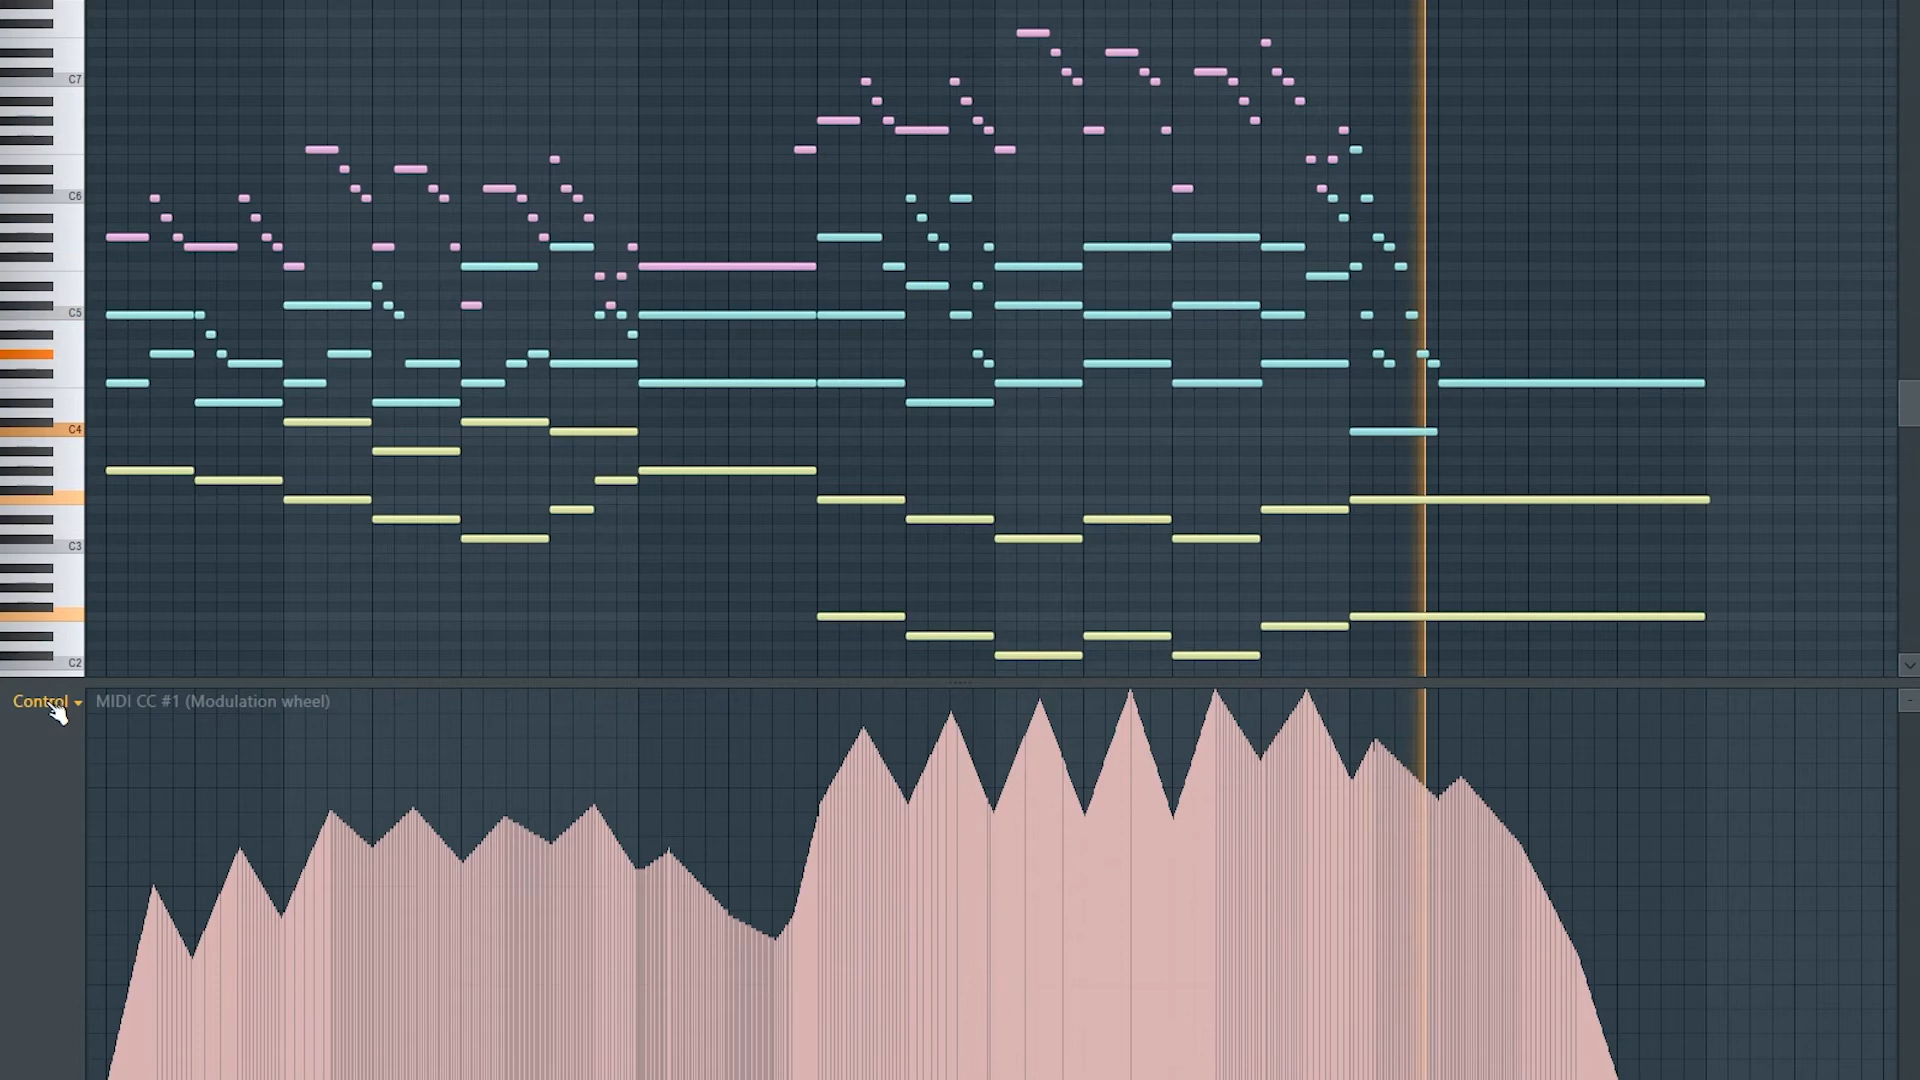 C7
C6
C5
C4
C3
C2
Control
MIDI CC #1 (Modulation wheel)